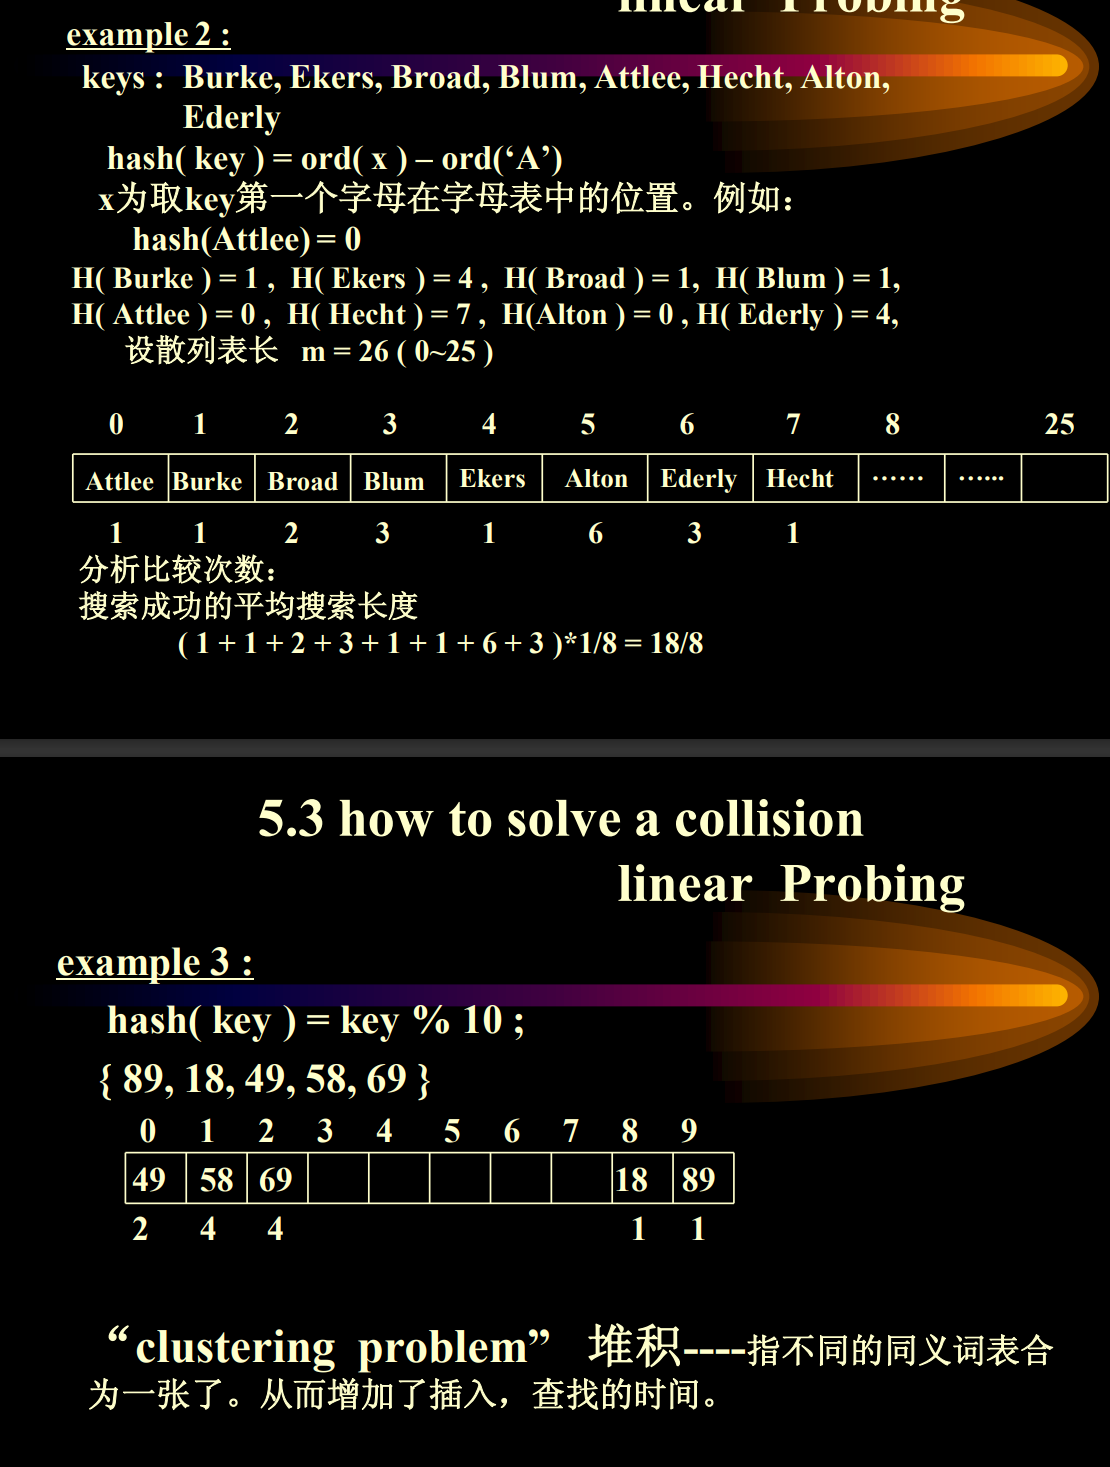 linear Probing
example 2 :
keys : Burke, Ekers, Broad, Blum, Attlee, Hecht, Alton,
Ederly
hash( key ) = ord( x ) – ord(‘A’)
x为取key第一个字母在字母表中的位置。例如：
hash(Attlee) = 0
H( Burke ) = 1 , H( Ekers ) = 4 , H( Broad ) = 1, H( Blum ) = 1,
H( Attlee ) = 0 , H( Hecht ) = 7 , H(Alton ) = 0 , H( Ederly ) = 4,
设散列表长 m = 26 ( 0~25 )
0 1 2 3 4 5 6 7 8 25
Attlee Burke Broad Blum Ekers Alton Ederly Hecht …… …...
1 1 2 3 1 6 3 1
分析比较次数：
搜索成功的平均搜索长度
( 1 + 1 + 2 + 3 + 1 + 1 + 6 + 3 )*1/8 = 18/8
5.3 how to solve a collision
linear Probing
example 3 :
hash( key ) = key % 10 ;
{ 89, 18, 49, 58, 69 }
0 1 2 3 4 5 6 7 8 9
49 58 69 18 89
2 4 4 1 1
“clustering problem” 堆积----指不同的同义词表合
为一张了。从而增加了插入，查找的时间。